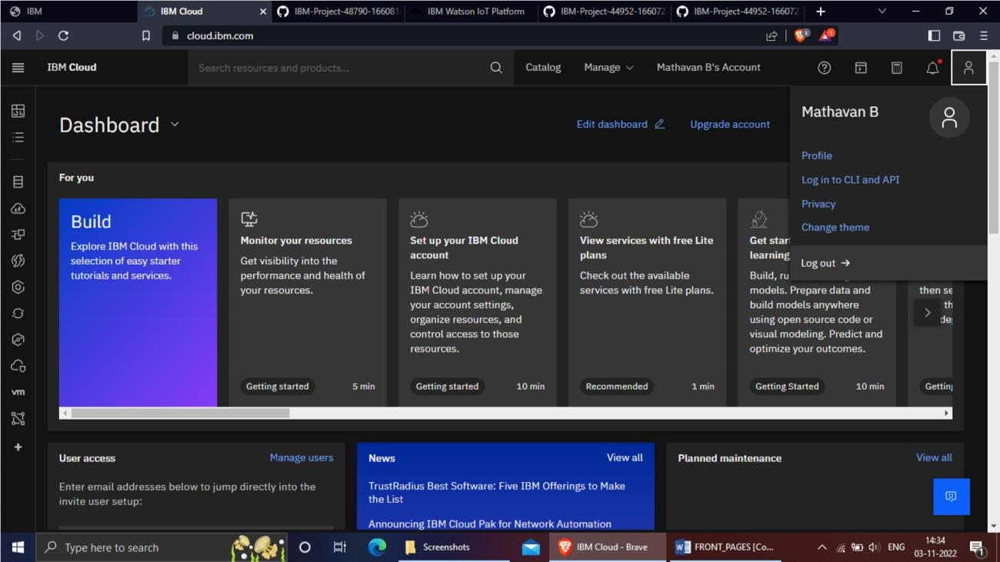 IBM
IBM Cloud
IBM-Project-48790-166081
IBM Watson IoT Platform
IBM-Project-44952-166072
IBM-Project-44952-166072
cloud.ibm.com
IBM Cloud
Search resources and products...
Catalog
Manage
Mathavan B's Account
Mathavan B
Profile
Log in to CLI and API
Privacy
Change theme
Log out →
Dashboard
Edit dashboard
Upgrade account
For you
Build
Explore IBM Cloud with this
selection of easy starter
tutorials and services.
Monitor your resources
Get visibility into the
performance and health of
your resources.
Getting started
5 min
Set up your IBM Cloud
account
Learn how to set up your
IBM Cloud account, manage
your account settings,
organize resources, and
control access to those
resources.
Getting started
10 min
View services with free Lite
plans
Check out the available
services with free Lite plans.
Recommended
1 min
Get star
learning
Build, ru
models. Prepare data and
build models anywhere
using open source code or
visual modeling. Predict and
optimize your outcomes.
Getting Started
10 min
then se
Getting
vm
User access
Manage users
Enter email addresses below to jump directly into the
invite user setup:
News
View all
TrustRadius Best Software: Five IBM Offerings to Make
the List
Announcing IBM Cloud Pak for Network Automation
Planned maintenance
View all
Type here to search
Screenshots
IBM Cloud - Brave
FRONT_PAGES [Co...
ENG
14:34
03-11-2022
1